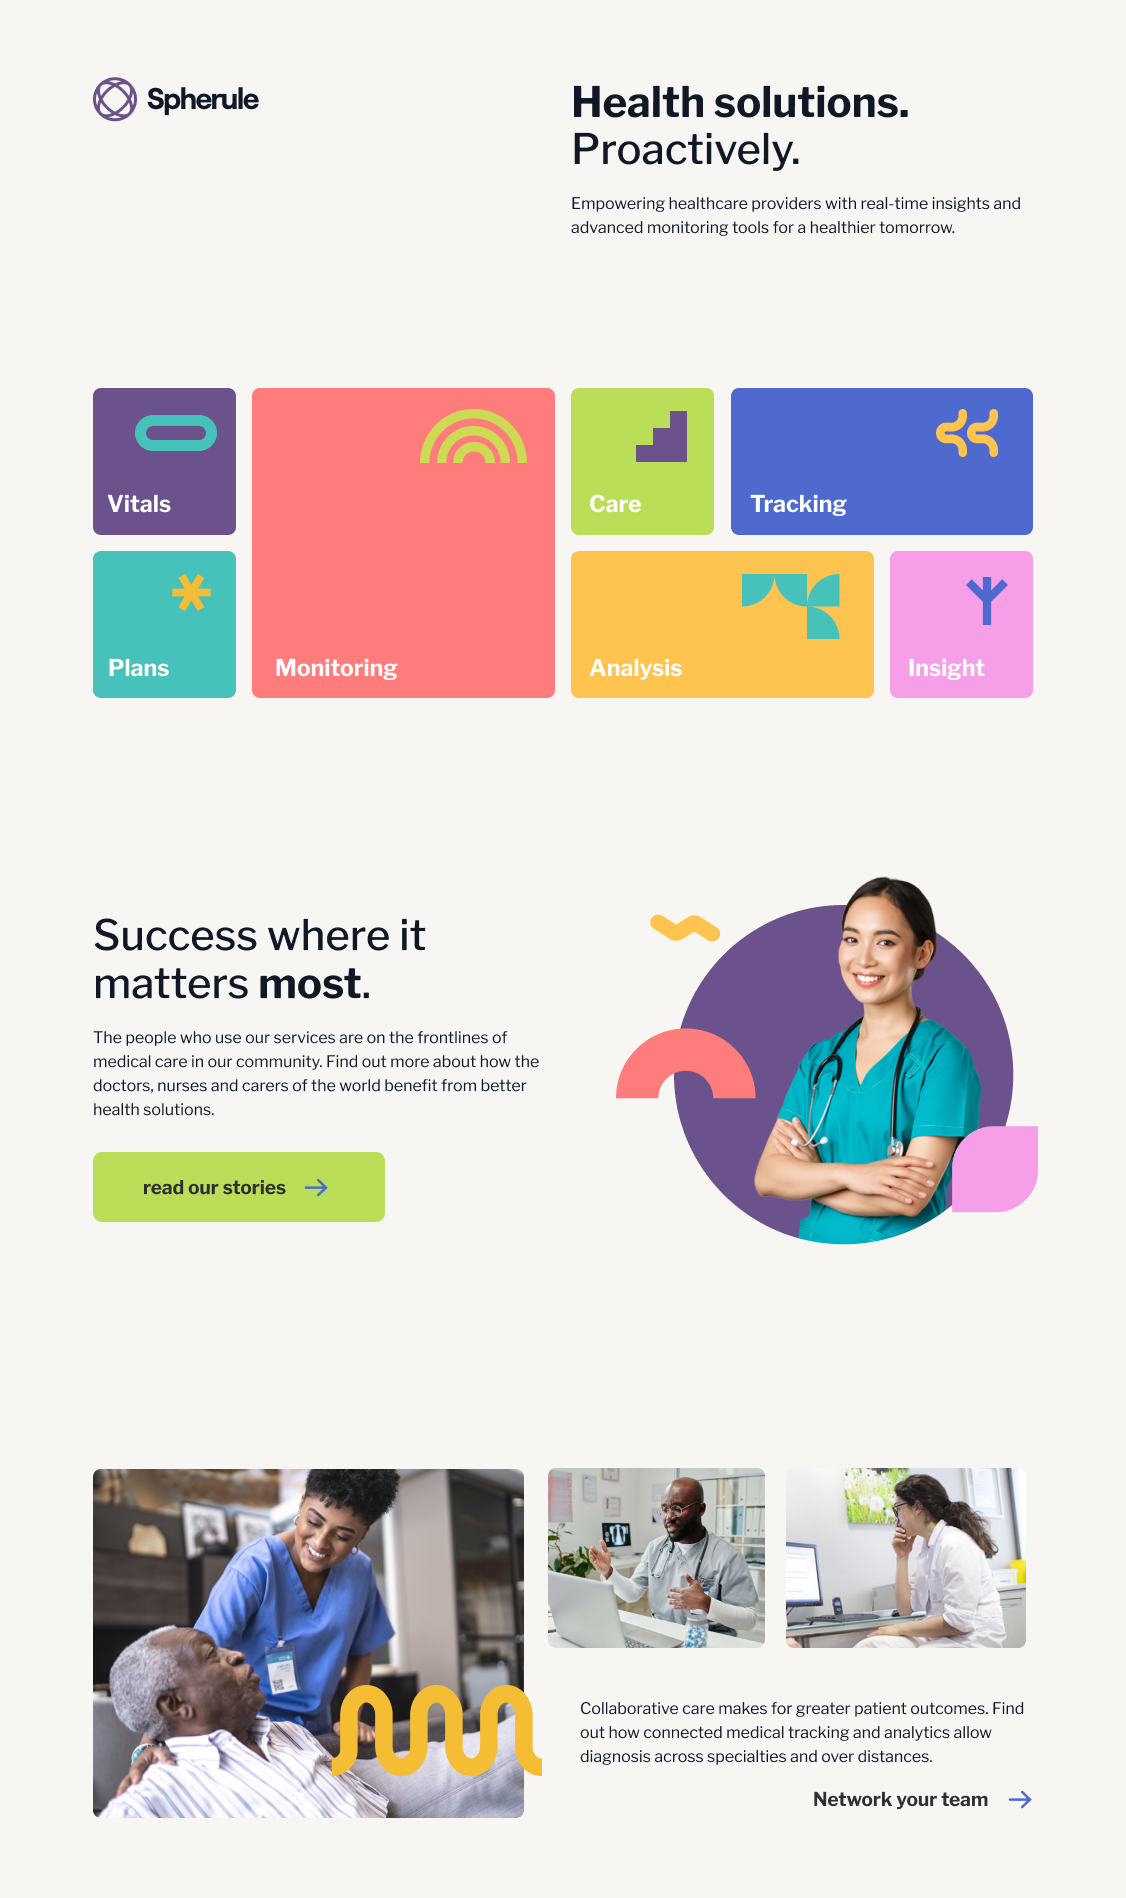 Spherule
Health solutions.
Proactively.
Empowering healthcare providers with real-time insights and
advanced monitoring tools for a healthier tomorrow.
Vitals
Care
Tracking
Plans
Monitoring
Analysis
Insight
Success where it
matters most.
The people who use our services are on the frontlines of
medical care in our community. Find out more about how the
doctors, nurses and carers of the world benefit from better
health solutions.
read our stories
Collaborative care makes for greater patient outcomes. Find
out how connected medical tracking and analytics allow
diagnosis across specialties and over distances.
Network your team